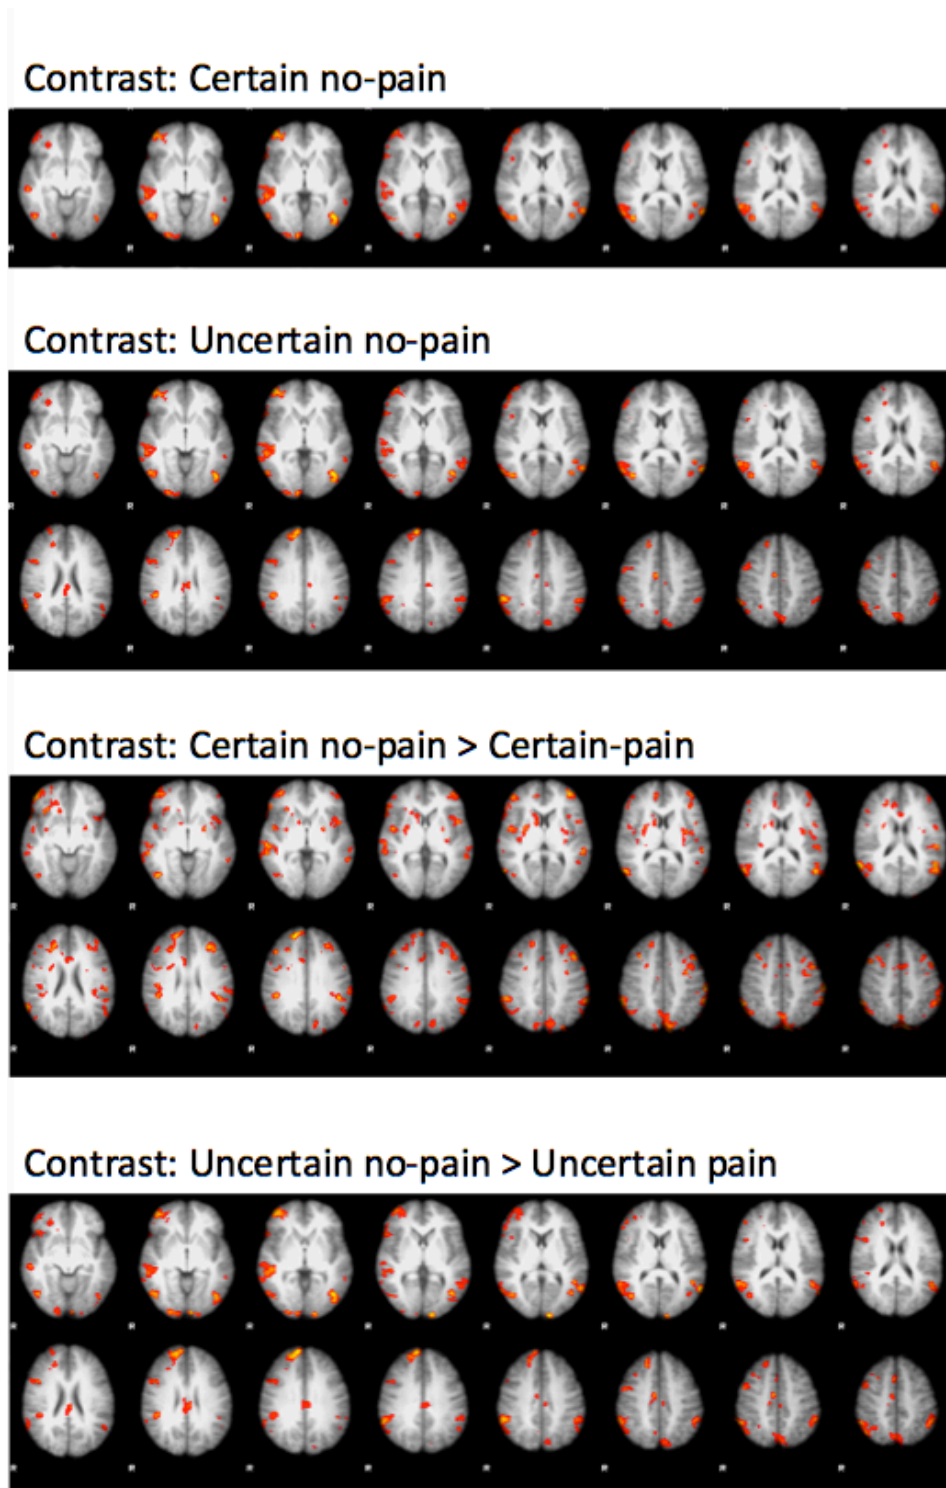 Contrast: Certain no-pain
R R R R R R R R
Contrast: Uncertain no-pain
R R R R R R R R
R R R R R R R R
Contrast: Certain no-pain > Certain-pain
R R R R R R R R
R R R R R R R R
Contrast: Uncertain no-pain > Uncertain pain
R R R R R R R R
R R R R R R R R